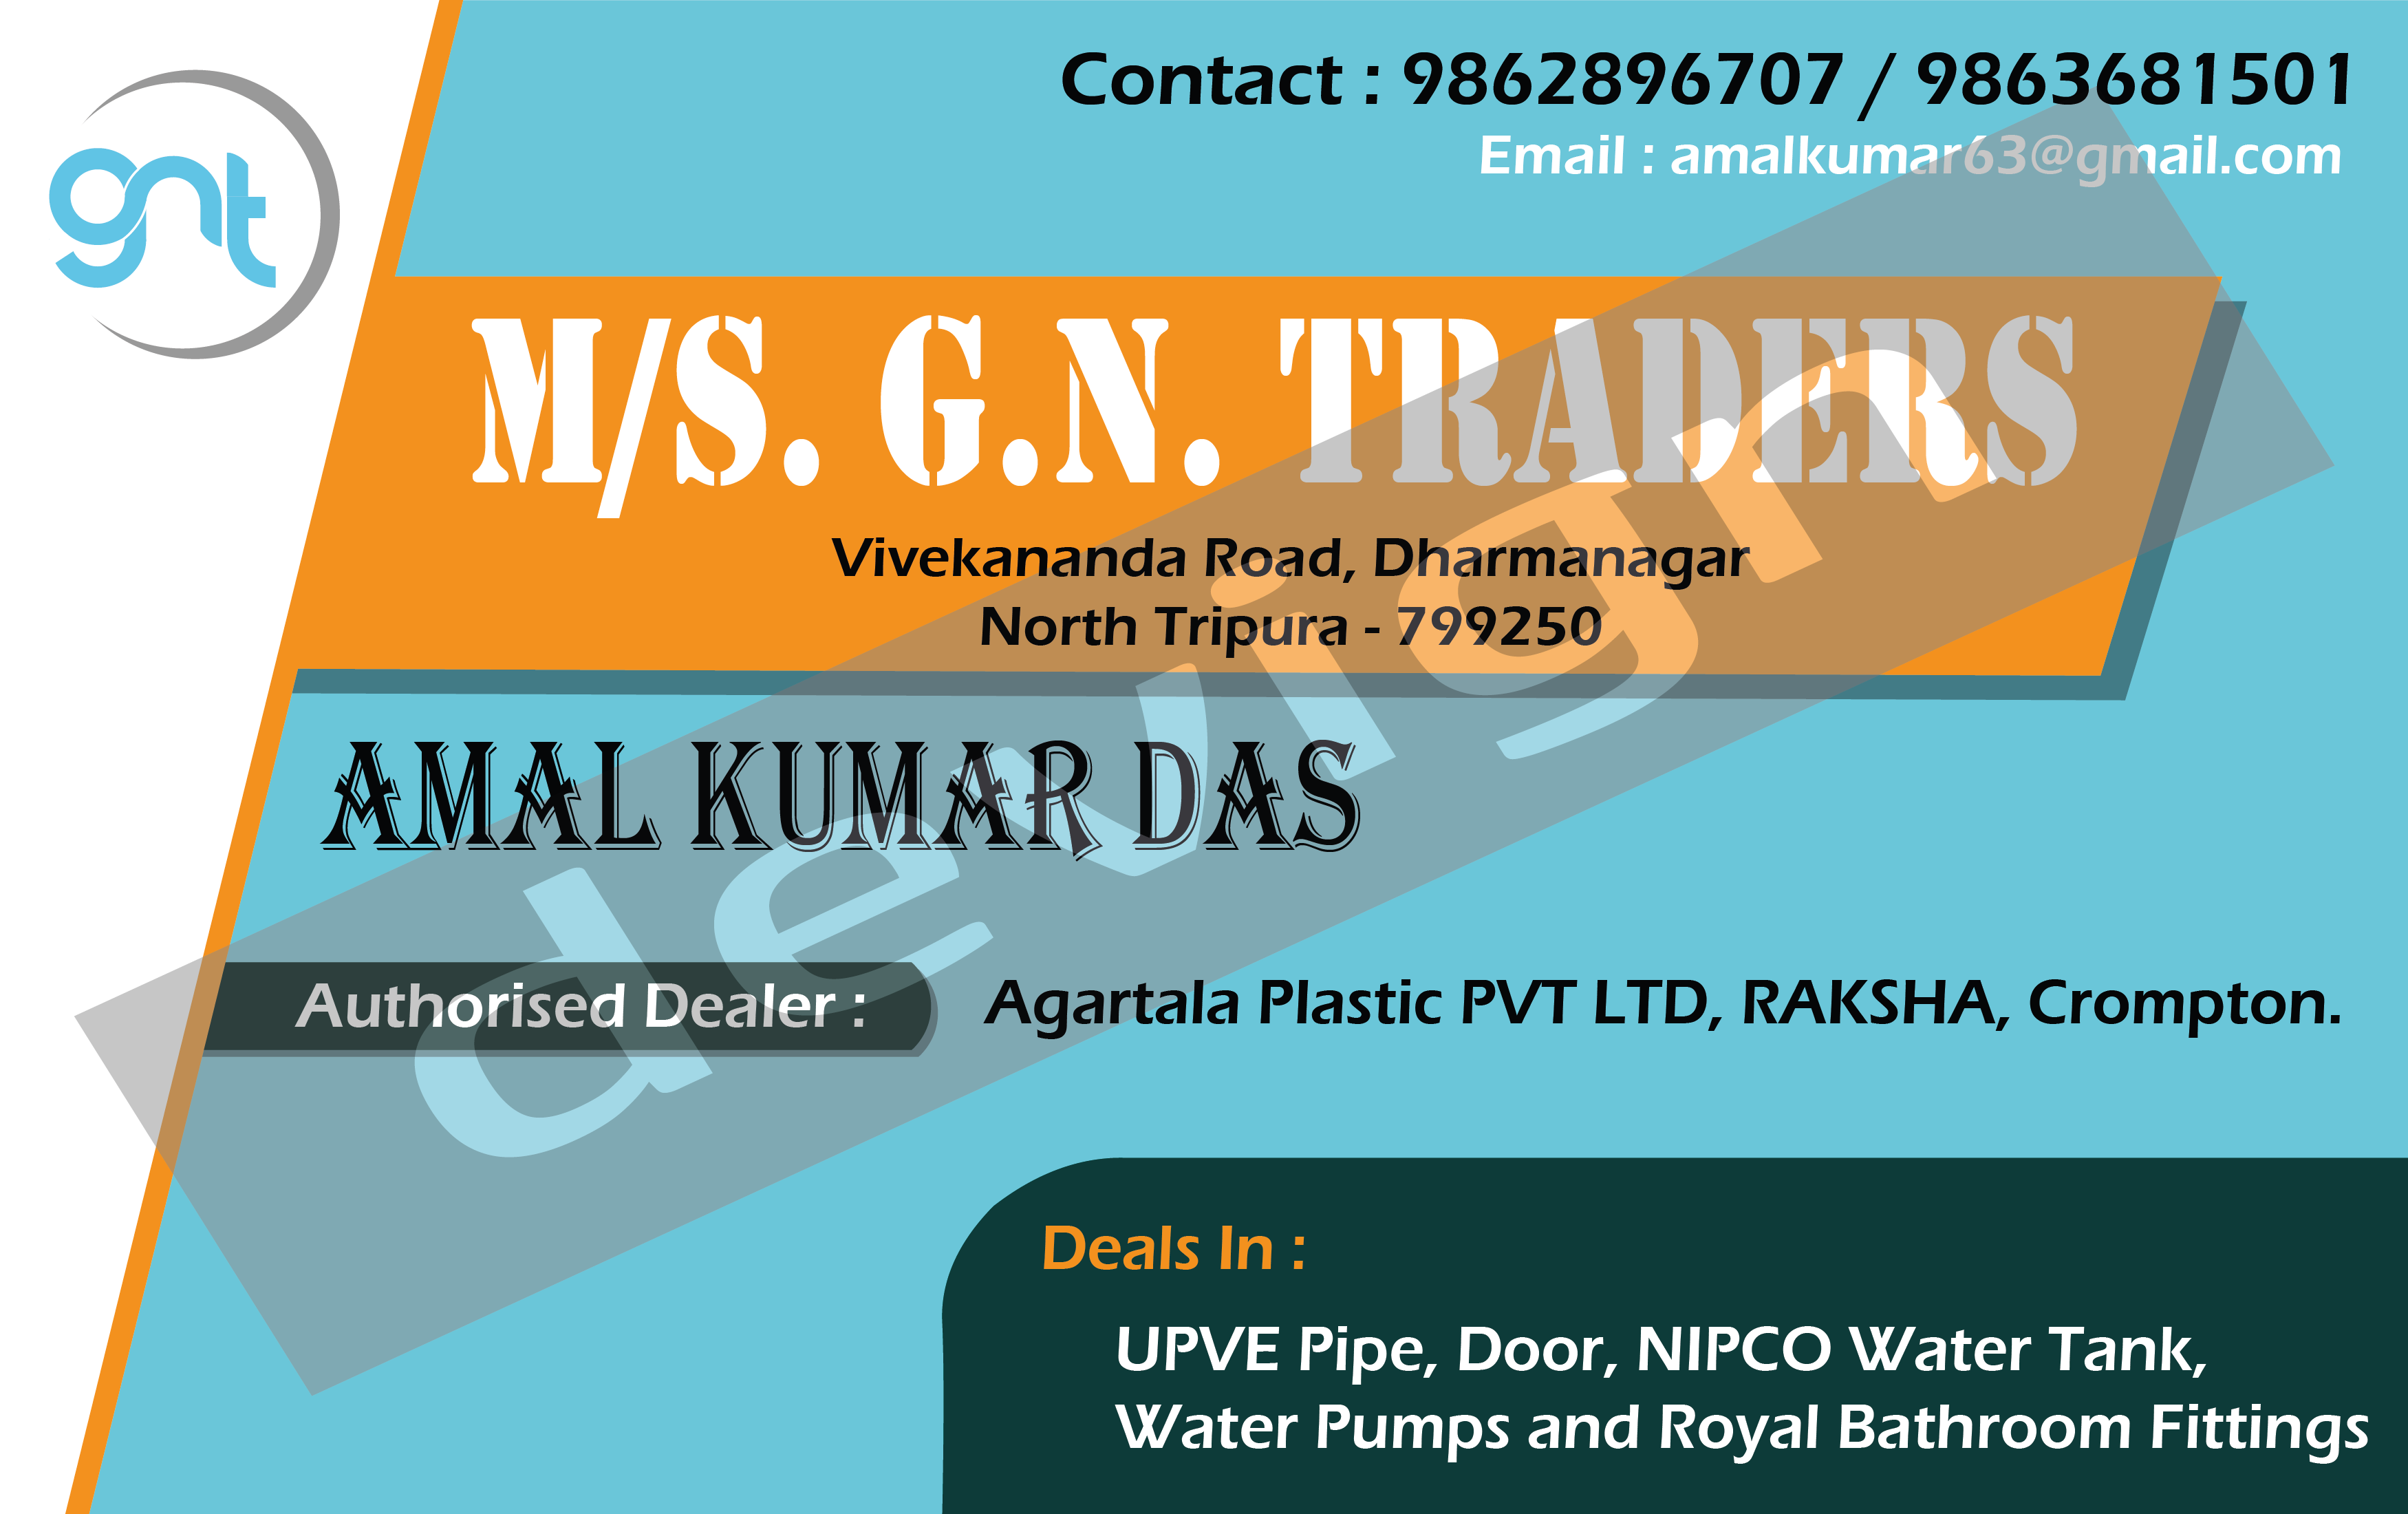 gnt
Contact : 9862896707 / 9863681501
Email : amalkumar63@gmail.com
M/S. G.N. TRADERS
Vivekananda Road, Dharmanagar
North Tripura - 799250
AMAL KUMAR DAS
devign
Authorised Dealer : Agartala Plastic PVT LTD, RAKSHA, Crompton.
Deals In :
UPVE Pipe, Door, NIPCO Water Tank,
Water Pumps and Royal Bathroom Fittings